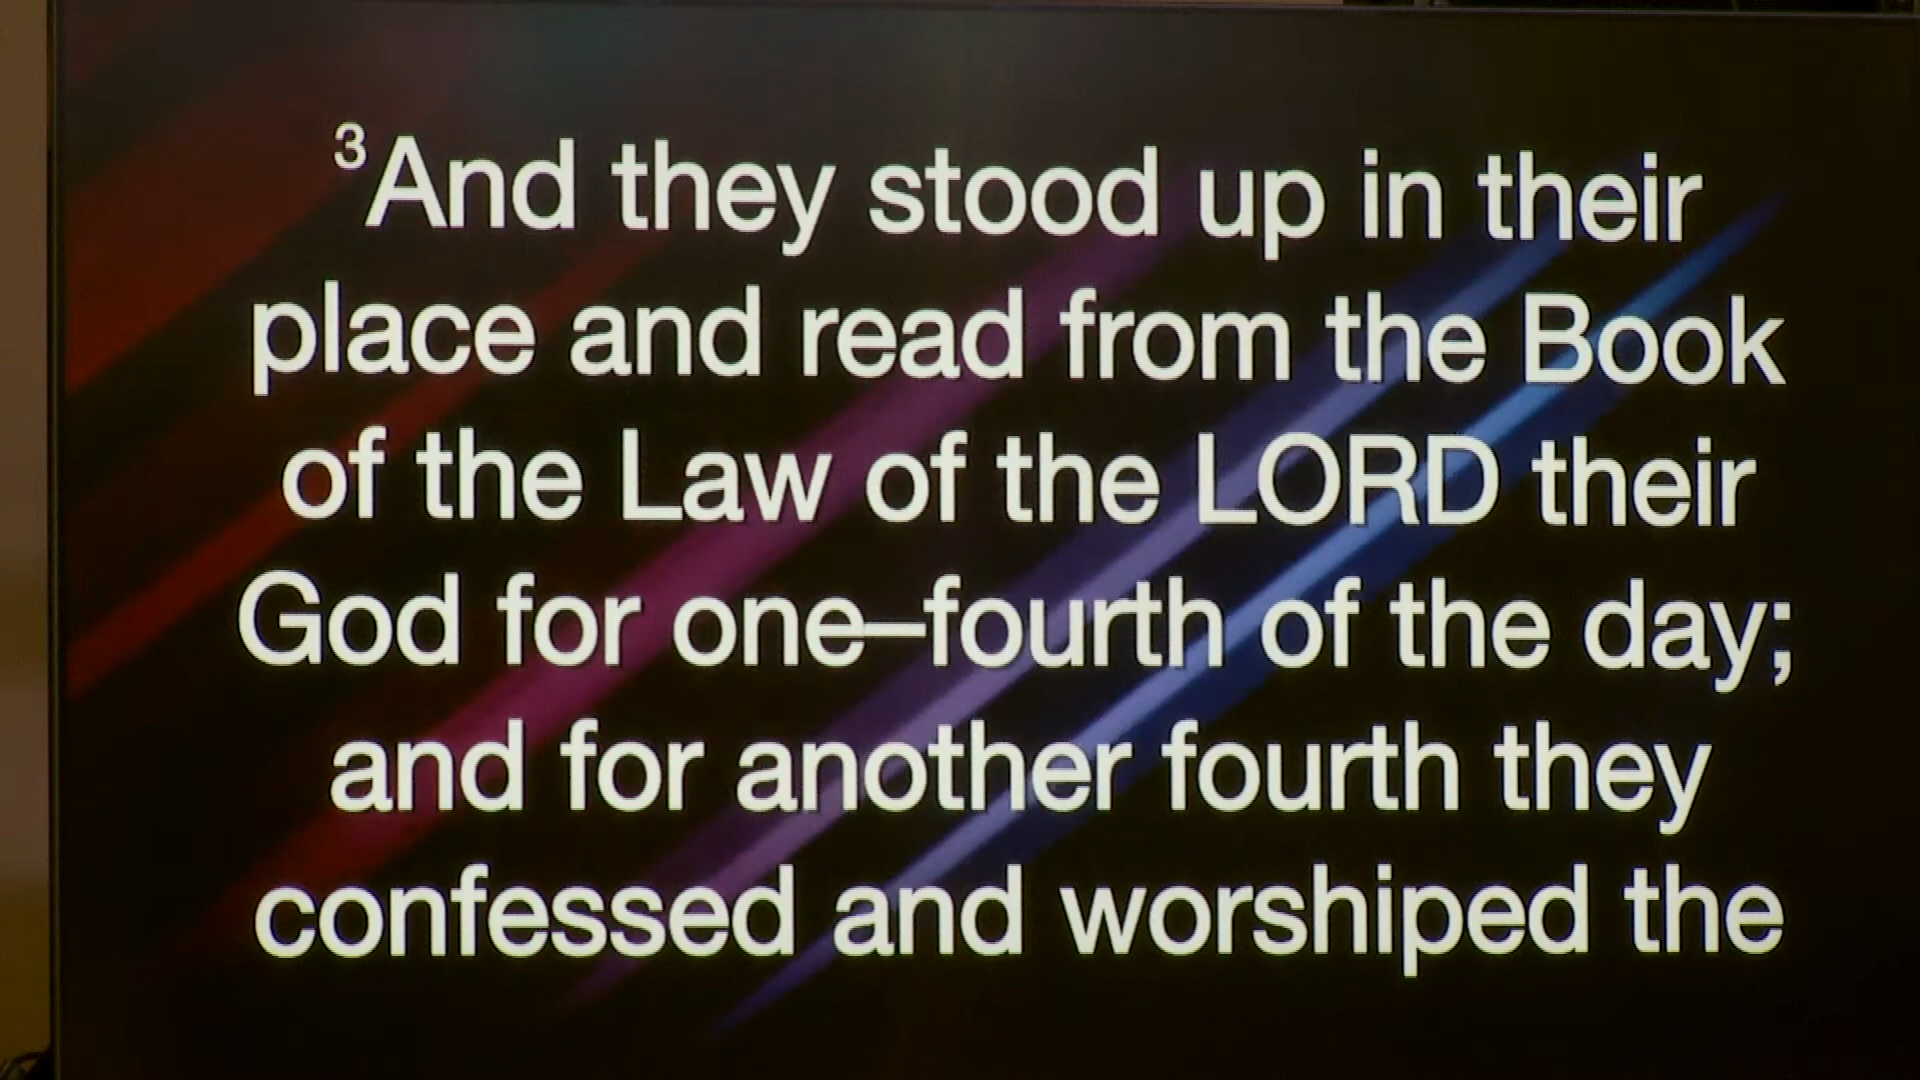 ³And they stood up in their
place and read from the Book
of the Law of the LORD their
God for one–fourth of the day;
and for another fourth they
confessed and worshiped the